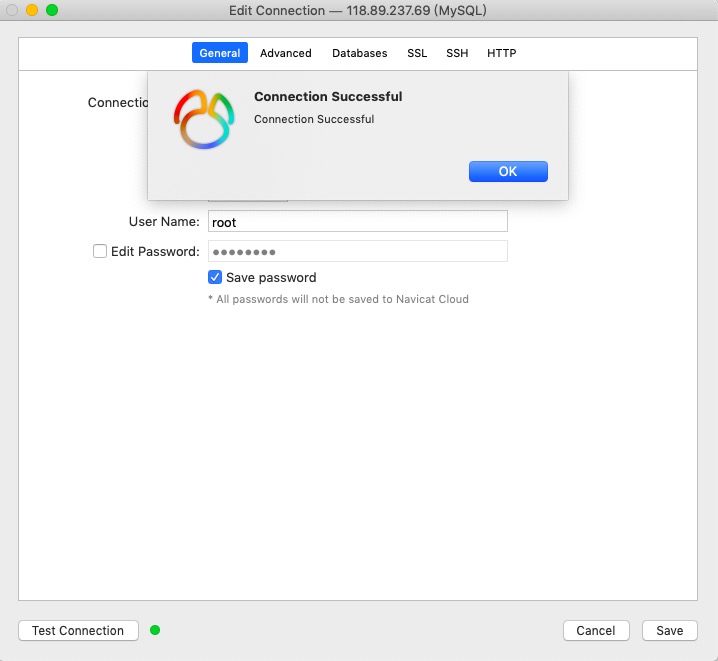 Edit Connection — 118.89.237.69 (MySQL)
General Advanced Databases SSL SSH HTTP
Connection Successful
Connectio
Connection Successful
OK
User Name: root
Edit Password: ●●●●●●●●
Save password
* All passwords will not be saved to Navicat Cloud
Test Connection Cancel Save